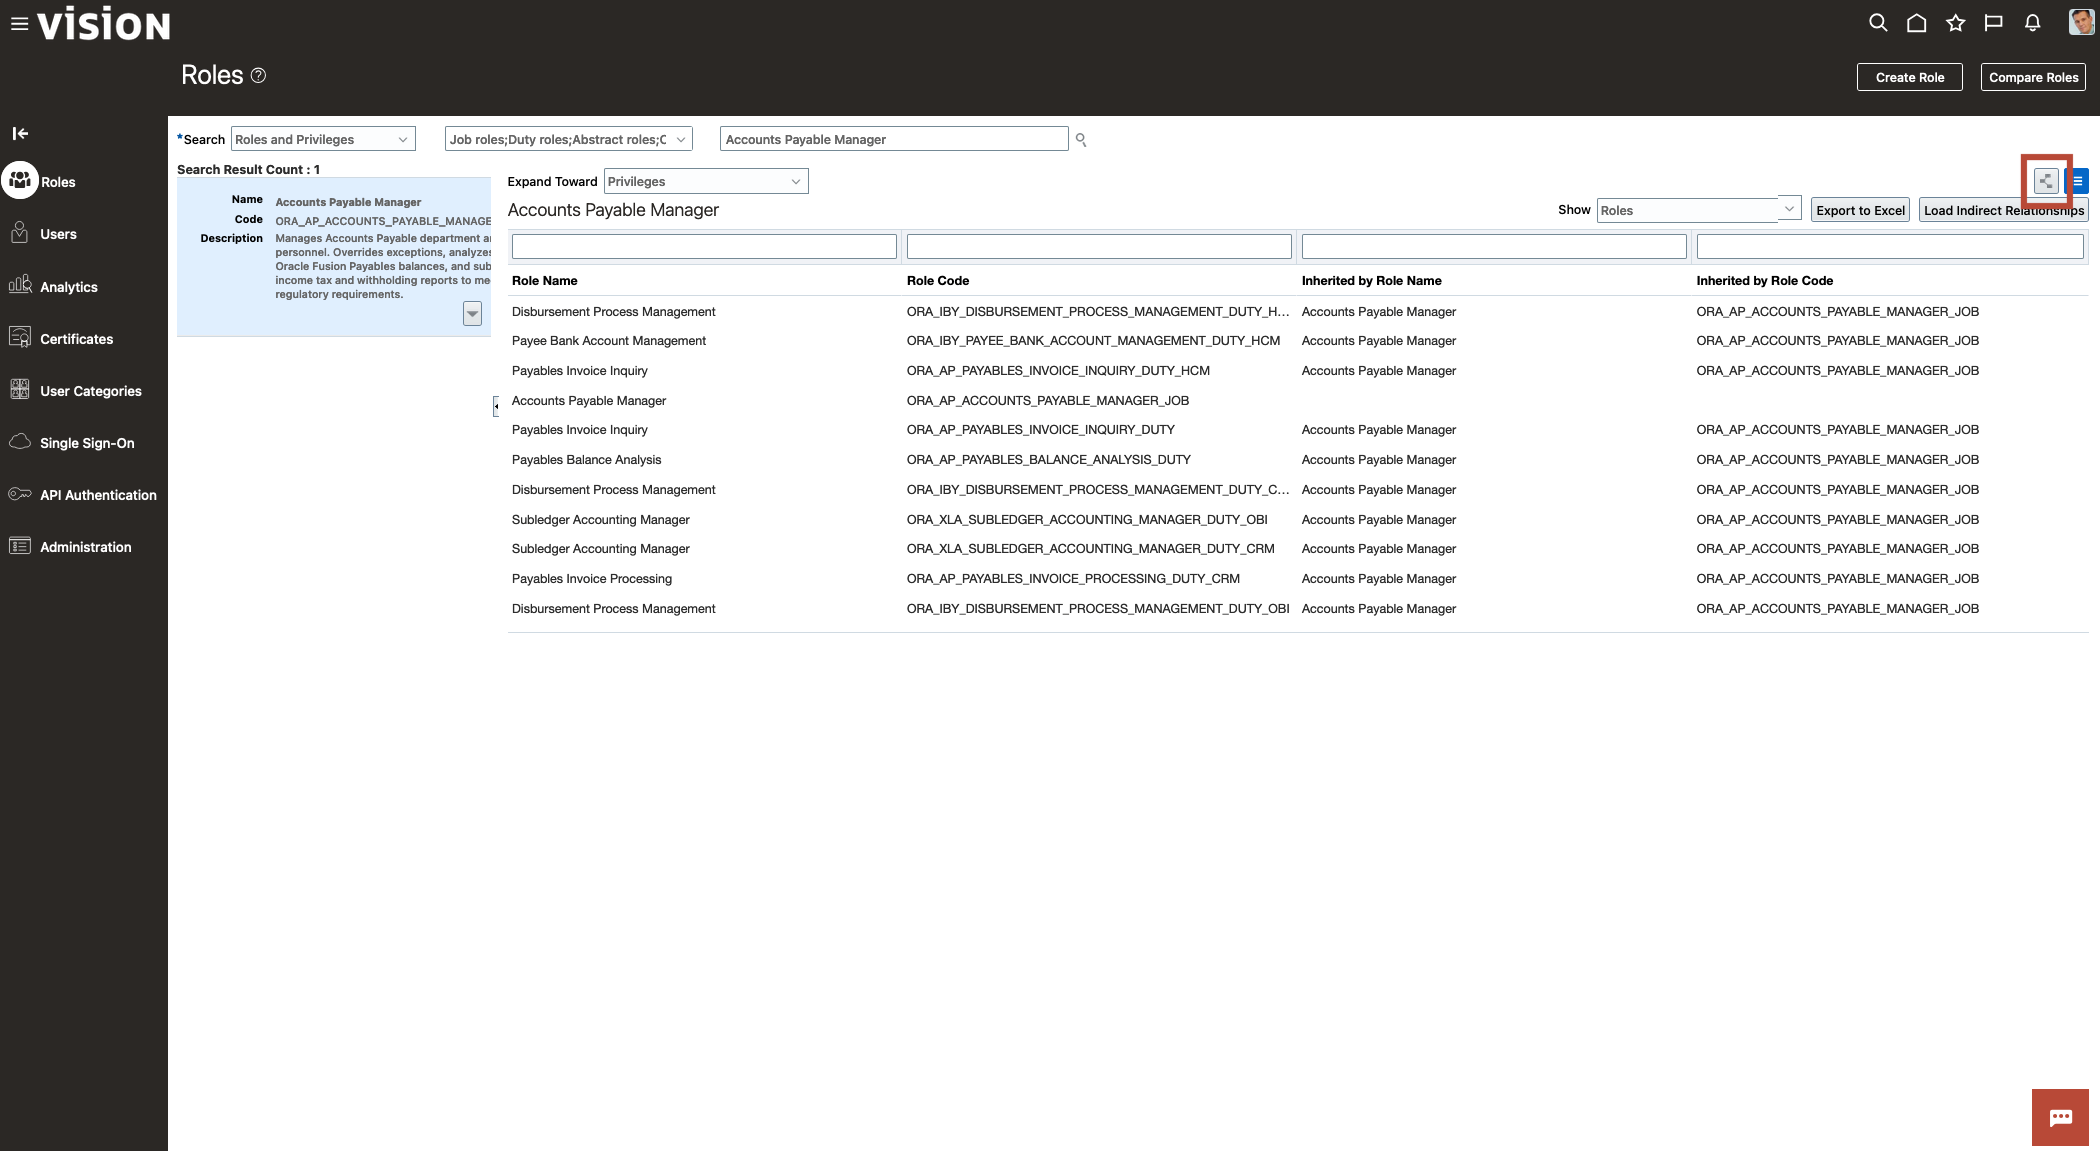 vision
Roles
Create Role
Compare Roles
*Search
Roles and Privileges
Job roles;Duty roles;Abstract roles;C
Accounts Payable Manager
Search Result Count : 1
Roles
Users
Analytics
Certificates
User Categories
Single Sign-On
API Authentication
Administration
Name Accounts Payable Manager
Code ORA_AP_ACCOUNTS_PAYABLE_MANAGE
Description Manages Accounts Payable department a
personnel. Overrides exceptions, analyzes
Oracle Fusion Payables balances, and sub
income tax and withholding reports to me
regulatory requirements.
Expand Toward Privileges
Accounts Payable Manager
Show Roles
Export to Excel
Load Indirect Relationships
Role Name Role Code Inherited by Role Name Inherited by Role Code
Disbursement Process Management ORA_IBY_DISBURSEMENT_PROCESS_MANAGEMENT_DUTY_H... Accounts Payable Manager ORA_AP_ACCOUNTS_PAYABLE_MANAGER_JOB
Payee Bank Account Management ORA_IBY_PAYEE_BANK_ACCOUNT_MANAGEMENT_DUTY_HCM Accounts Payable Manager ORA_AP_ACCOUNTS_PAYABLE_MANAGER_JOB
Payables Invoice Inquiry ORA_AP_PAYABLES_INVOICE_INQUIRY_DUTY_HCM Accounts Payable Manager ORA_AP_ACCOUNTS_PAYABLE_MANAGER_JOB
Accounts Payable Manager ORA_AP_ACCOUNTS_PAYABLE_MANAGER_JOB
Payables Invoice Inquiry ORA_AP_PAYABLES_INVOICE_INQUIRY_DUTY Accounts Payable Manager ORA_AP_ACCOUNTS_PAYABLE_MANAGER_JOB
Payables Balance Analysis ORA_AP_PAYABLES_BALANCE_ANALYSIS_DUTY Accounts Payable Manager ORA_AP_ACCOUNTS_PAYABLE_MANAGER_JOB
Disbursement Process Management ORA_IBY_DISBURSEMENT_PROCESS_MANAGEMENT_DUTY_C... Accounts Payable Manager ORA_AP_ACCOUNTS_PAYABLE_MANAGER_JOB
Subledger Accounting Manager ORA_XLA_SUBLEDGER_ACCOUNTING_MANAGER_DUTY_OBI Accounts Payable Manager ORA_AP_ACCOUNTS_PAYABLE_MANAGER_JOB
Subledger Accounting Manager ORA_XLA_SUBLEDGER_ACCOUNTING_MANAGER_DUTY_CRM Accounts Payable Manager ORA_AP_ACCOUNTS_PAYABLE_MANAGER_JOB
Payables Invoice Processing ORA_AP_PAYABLES_INVOICE_PROCESSING_DUTY_CRM Accounts Payable Manager ORA_AP_ACCOUNTS_PAYABLE_MANAGER_JOB
Disbursement Process Management ORA_IBY_DISBURSEMENT_PROCESS_MANAGEMENT_DUTY_OBI Accounts Payable Manager ORA_AP_ACCOUNTS_PAYABLE_MANAGER_JOB